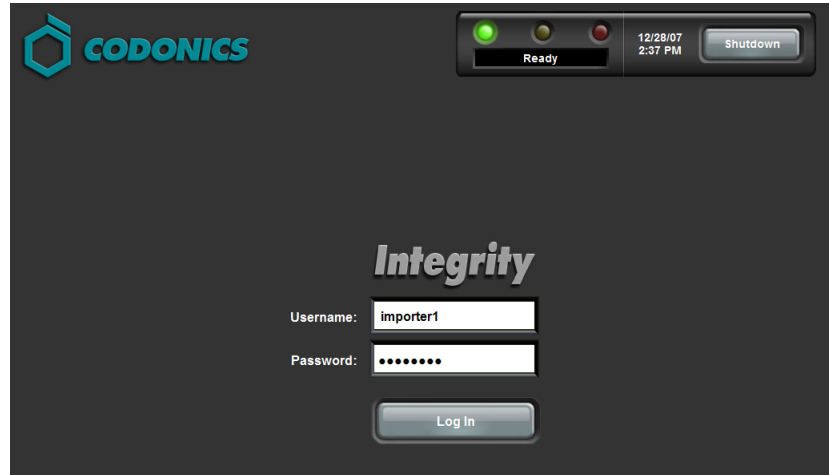 CODONICS
Ready
12/28/07
2:37 PM
Shutdown
Integrity
Username:
importer1
Password:
••••••••
Log In